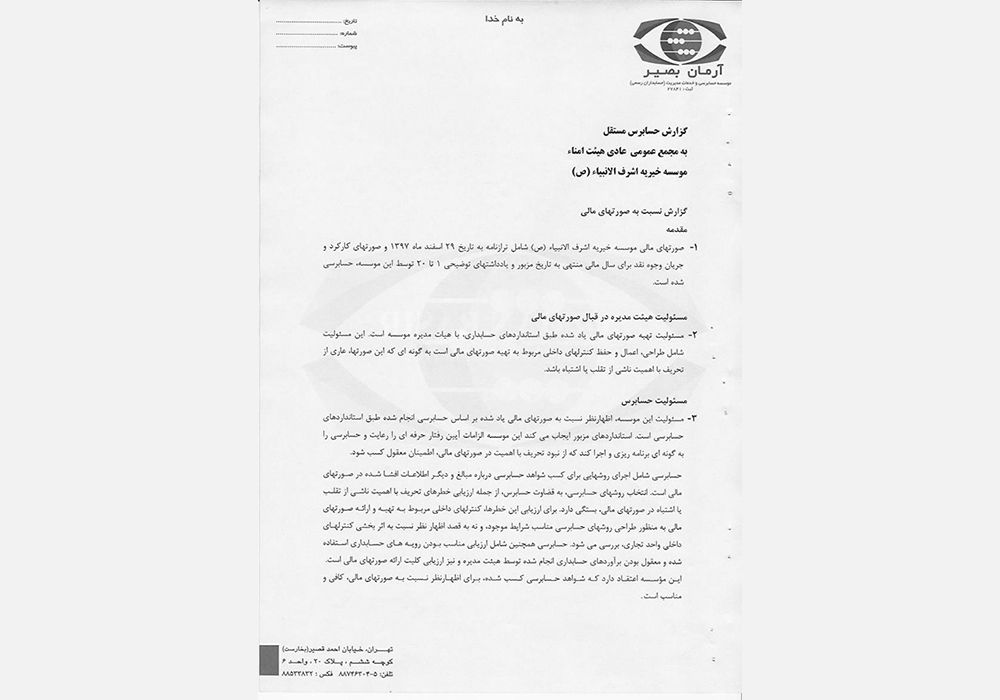 به نام خدا
تاریخ:
شماره:
پیوست:
آرمان بصیر
موسسه حسابرسی و خدمات مدیریت (حسابداران رسمی)
ثبت: ۲۷۸۴۱
گزارش حسابرس مستقل
به مجمع عمومی عادی هیئت امناء
موسسه خیریه اشرف الانبیاء (ص)
گزارش نسبت به صورتهای مالی
مقدمه
۱- صورتهای مالی موسسه خیریه اشرف الانبیاء (ص) شامل ترازنامه به تاریخ ۲۹ اسفند ماه ۱۳۹۷ و صورتهای کارکرد و
جریان وجوه نقد برای سال مالی منتهی به تاریخ مزبور و یادداشتهای توضیحی ۱ تا ۲۰ توسط این موسسه، حسابرسی
شده است.
مسئولیت هیئت مدیره در قبال صورتهای مالی
۲- مسئولیت تهیه صورتهای مالی یاد شده طبق استانداردهای حسابداری، با هیات مدیره موسسه است. این مسئولیت
شامل طراحی، اعمال و حفظ کنترلهای داخلی مربوط به تهیه صورتهای مالی است به گونه ای که این صورتها، عاری از
تحریف با اهمیت ناشی از تقلب یا اشتباه باشد.
مسئولیت حسابرس
۳- مسئولیت این موسسه، اظهارنظر نسبت به صورتهای مالی یاد شده بر اساس حسابرسی انجام شده طبق استانداردهای
حسابرسی است. استانداردهای مزبور ایجاب می کند این موسسه الزامات آیین رفتار حرفه ای را رعایت و حسابرسی را
به گونه ای برنامه ریزی و اجرا کند که از نبود تحریف با اهمیت در صورتهای مالی، اطمینان معقول کسب شود.
حسابرسی شامل اجرای روشهایی برای کسب شواهد حسابرسی درباره مبالغ و دیگر اطلاعات افشا شده در صورتهای
مالی است. انتخاب روشهای حسابرسی، به قضاوت حسابرس، از جمله ارزیابی خطرهای تحریف با اهمیت ناشی از تقلب
یا اشتباه در صورتهای مالی، بستگی دارد. برای ارزیابی این خطرها، کنترلهای داخلی مربوط به تهیه و ارائه صورتهای
مالی به منظور طراحی روشهای حسابرسی مناسب شرایط موجود، و نه به قصد اظهار نظر نسبت به اثر بخشی کنترلهای
داخلی واحد تجاری، بررسی می شود. حسابرسی همچنین شامل ارزیابی مناسب بودن رویه های حسابداری استفاده
شده و معقول بودن برآوردهای حسابداری انجام شده توسط هیئت مدیره و نیز ارزیابی کلیت ارائه صورتهای مالی است.
این مؤسسه اعتقاد دارد که شواهد حسابرسی کسب شده، برای اظهارنظر نسبت به صورتهای مالی، کافی و
مناسب است.
تهران، خیابان احمد قصیر(بخارست)
کوچه ششم ، پلاک ۲۰ ، واحد ۶
تلفن: ۵-۸۸۷۴۶۳۰۴ فکس : ۸۸۵۳۳۸۳۲